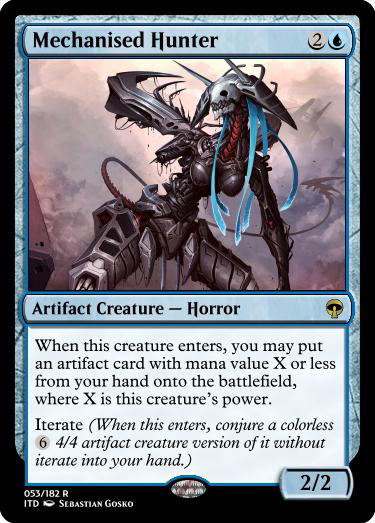 Mechanised Hunter 2
Artifact Creature — Horror
When this creature enters, you may put
an artifact card with mana value X or less
from your hand onto the battlefield,
where X is this creature's power.
Iterate (When this enters, conjure a colorless
6 4/4 artifact creature version of it without
iterate into your hand.)
2/2
053/182 R
ITD Sebastian Gosko